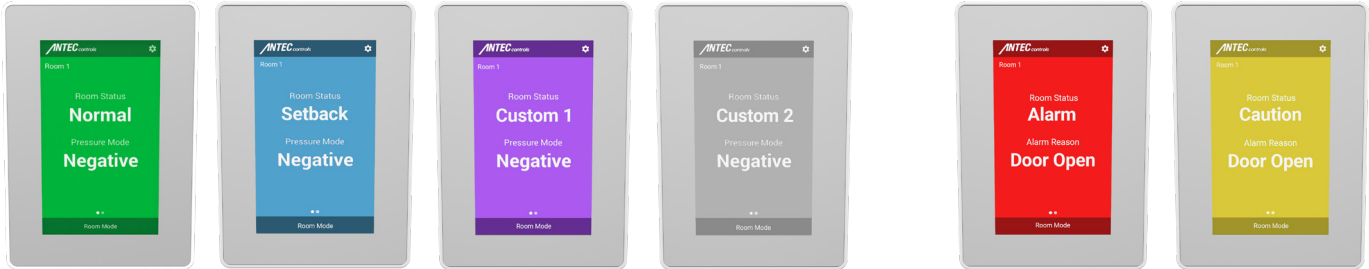 ANTEC controls
Room 1
Room Status
Normal
Pressure Mode
Negative
Room Mode
ANTEC controls
Room 1
Room Status
Setback
Pressure Mode
Negative
Room Mode
ANTEC controls
Room 1
Room Status
Custom 1
Pressure Mode
Negative
Room Mode
ANTEC controls
Room 1
Room Status
Custom 2
Pressure Mode
Negative
Room Mode
ANTEC controls
Room 1
Room Status
Alarm
Alarm Reason
Door Open
Room Mode
ANTEC controls
Room 1
Room Status
Caution
Alarm Reason
Door Open
Room Mode